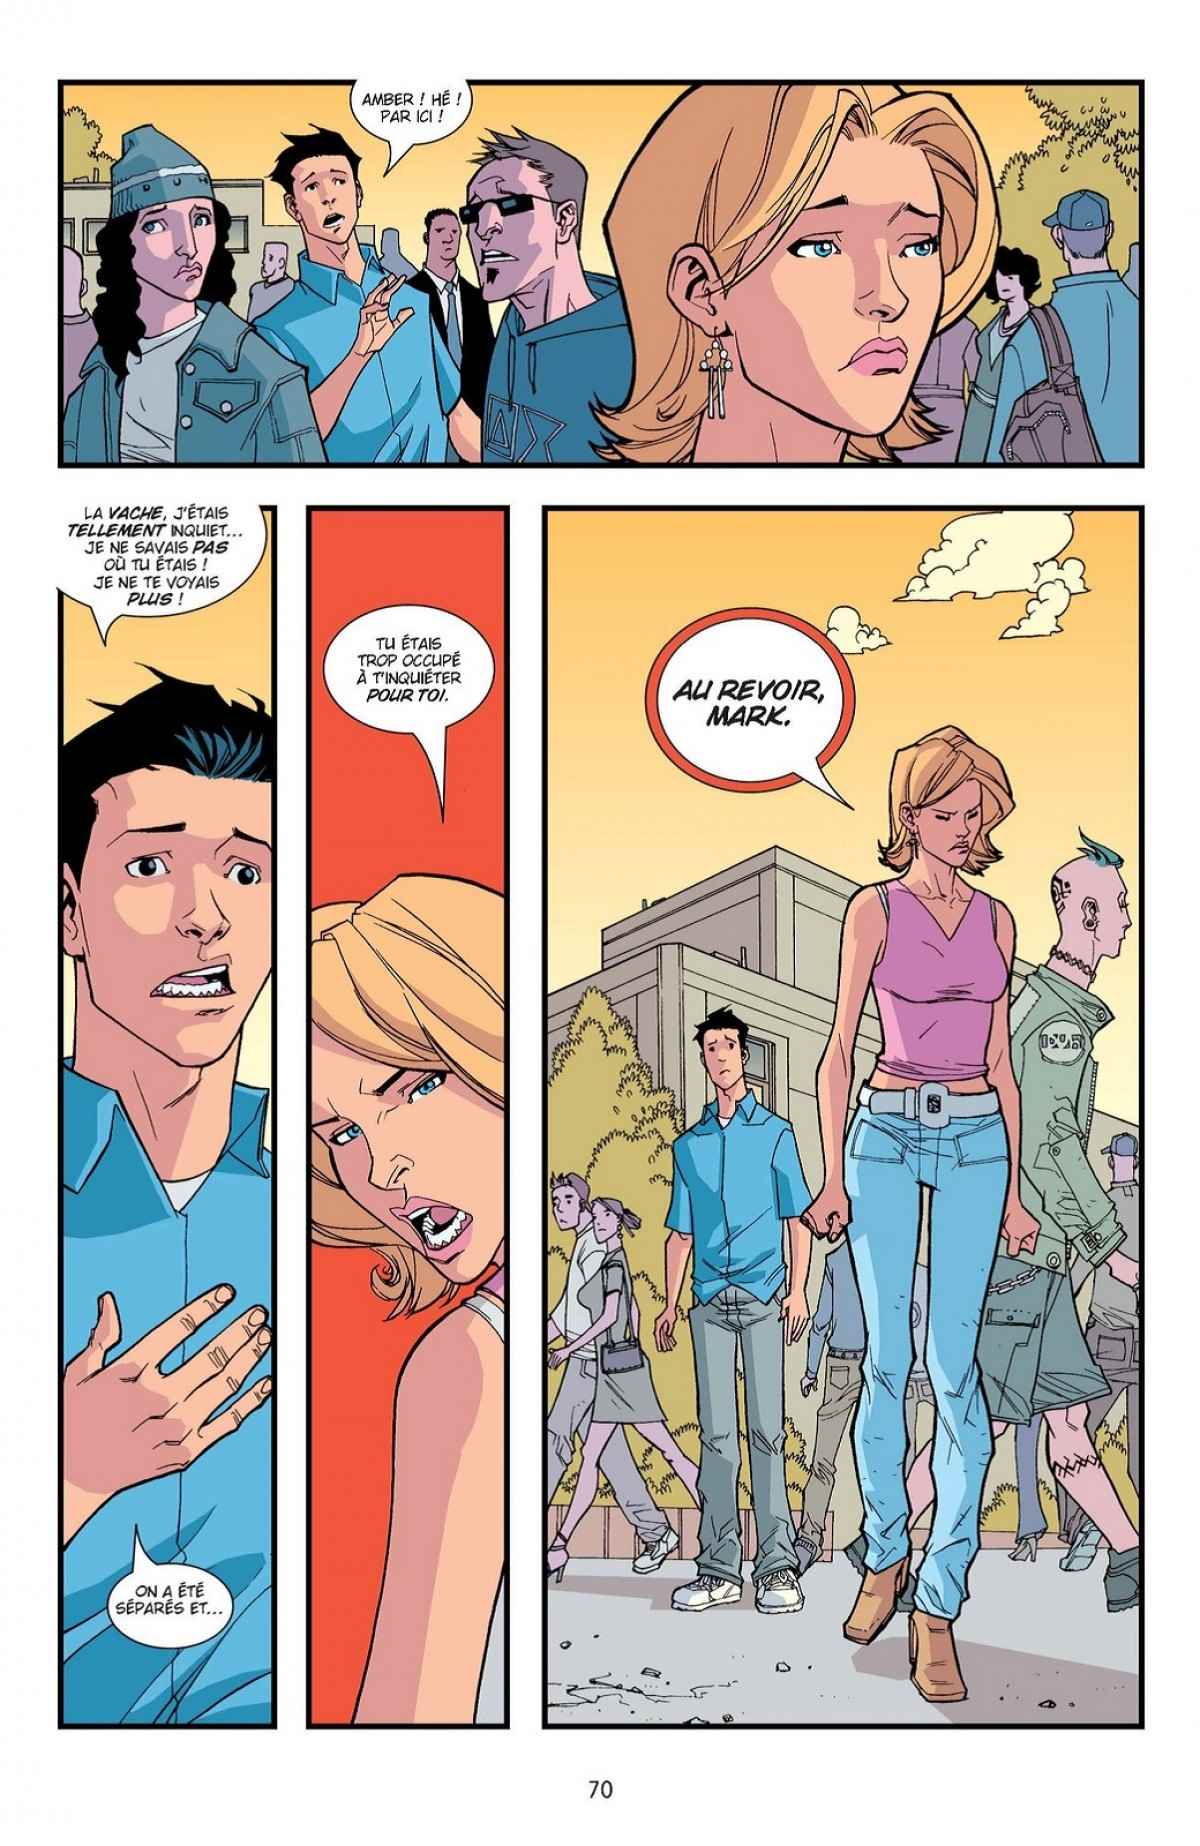 AMBER ! HÉ !
PAR ICI !
LA VACHE, J'ÉTAIS
TELLEMENT INQUIET...
JE NE SAVAIS PAS
OÙ TU ÉTAIS !
JE NE TE VOYAIS
PLUS !
ON A ÉTÉ
SÉPARÉS ET...
TU ÉTAIS
TROP OCCUPÉ
À T'INQUIÉTER
POUR TOI.
AU REVOIR,
MARK.
70